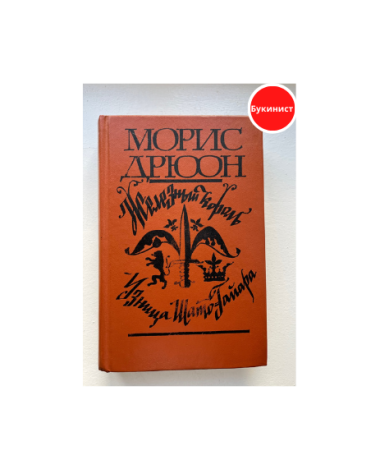 Букинист
МОРИС
ДРЮОН
Железный король
Узница Шато-Гайара